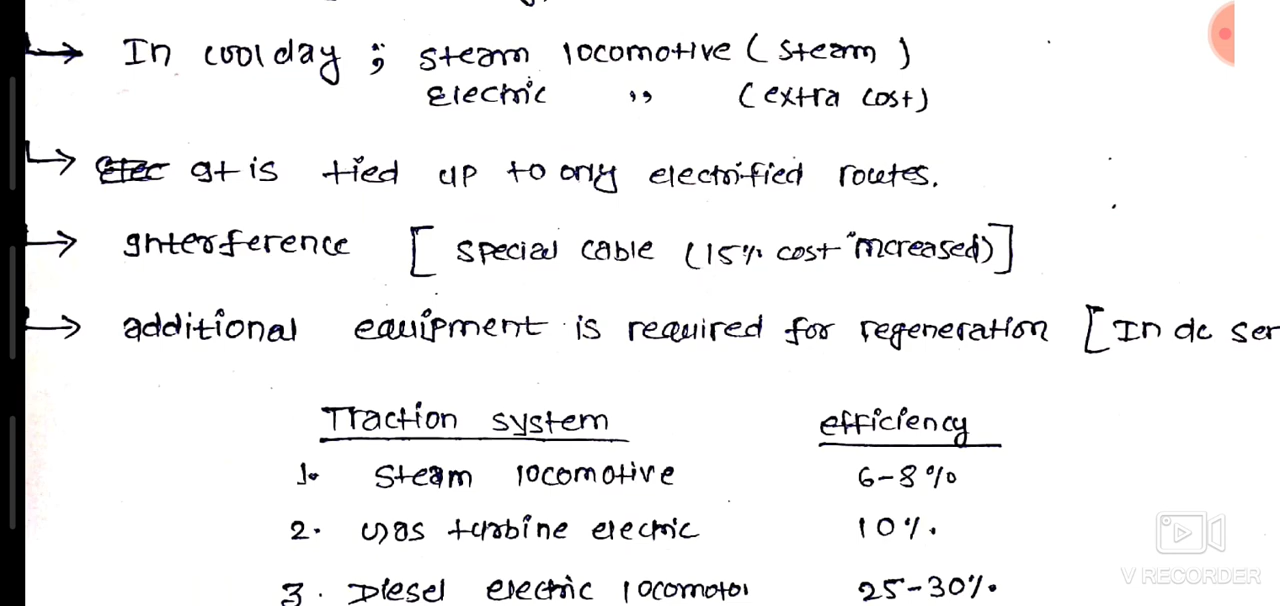 → In cool day ; steam locomotive (steam)
Electric ,, (extra cost)
→ It is tied up to only electrified routes.
→ Interference [special cable (15% cost increased)]
→ additional equipment is required for regeneration [In dc ser
Traction system efficiency
1. Steam locomotive 6-8%
2. Gas turbine electric 10%.
3. Diesel electric locomotor 25-30%.
V RECORDER